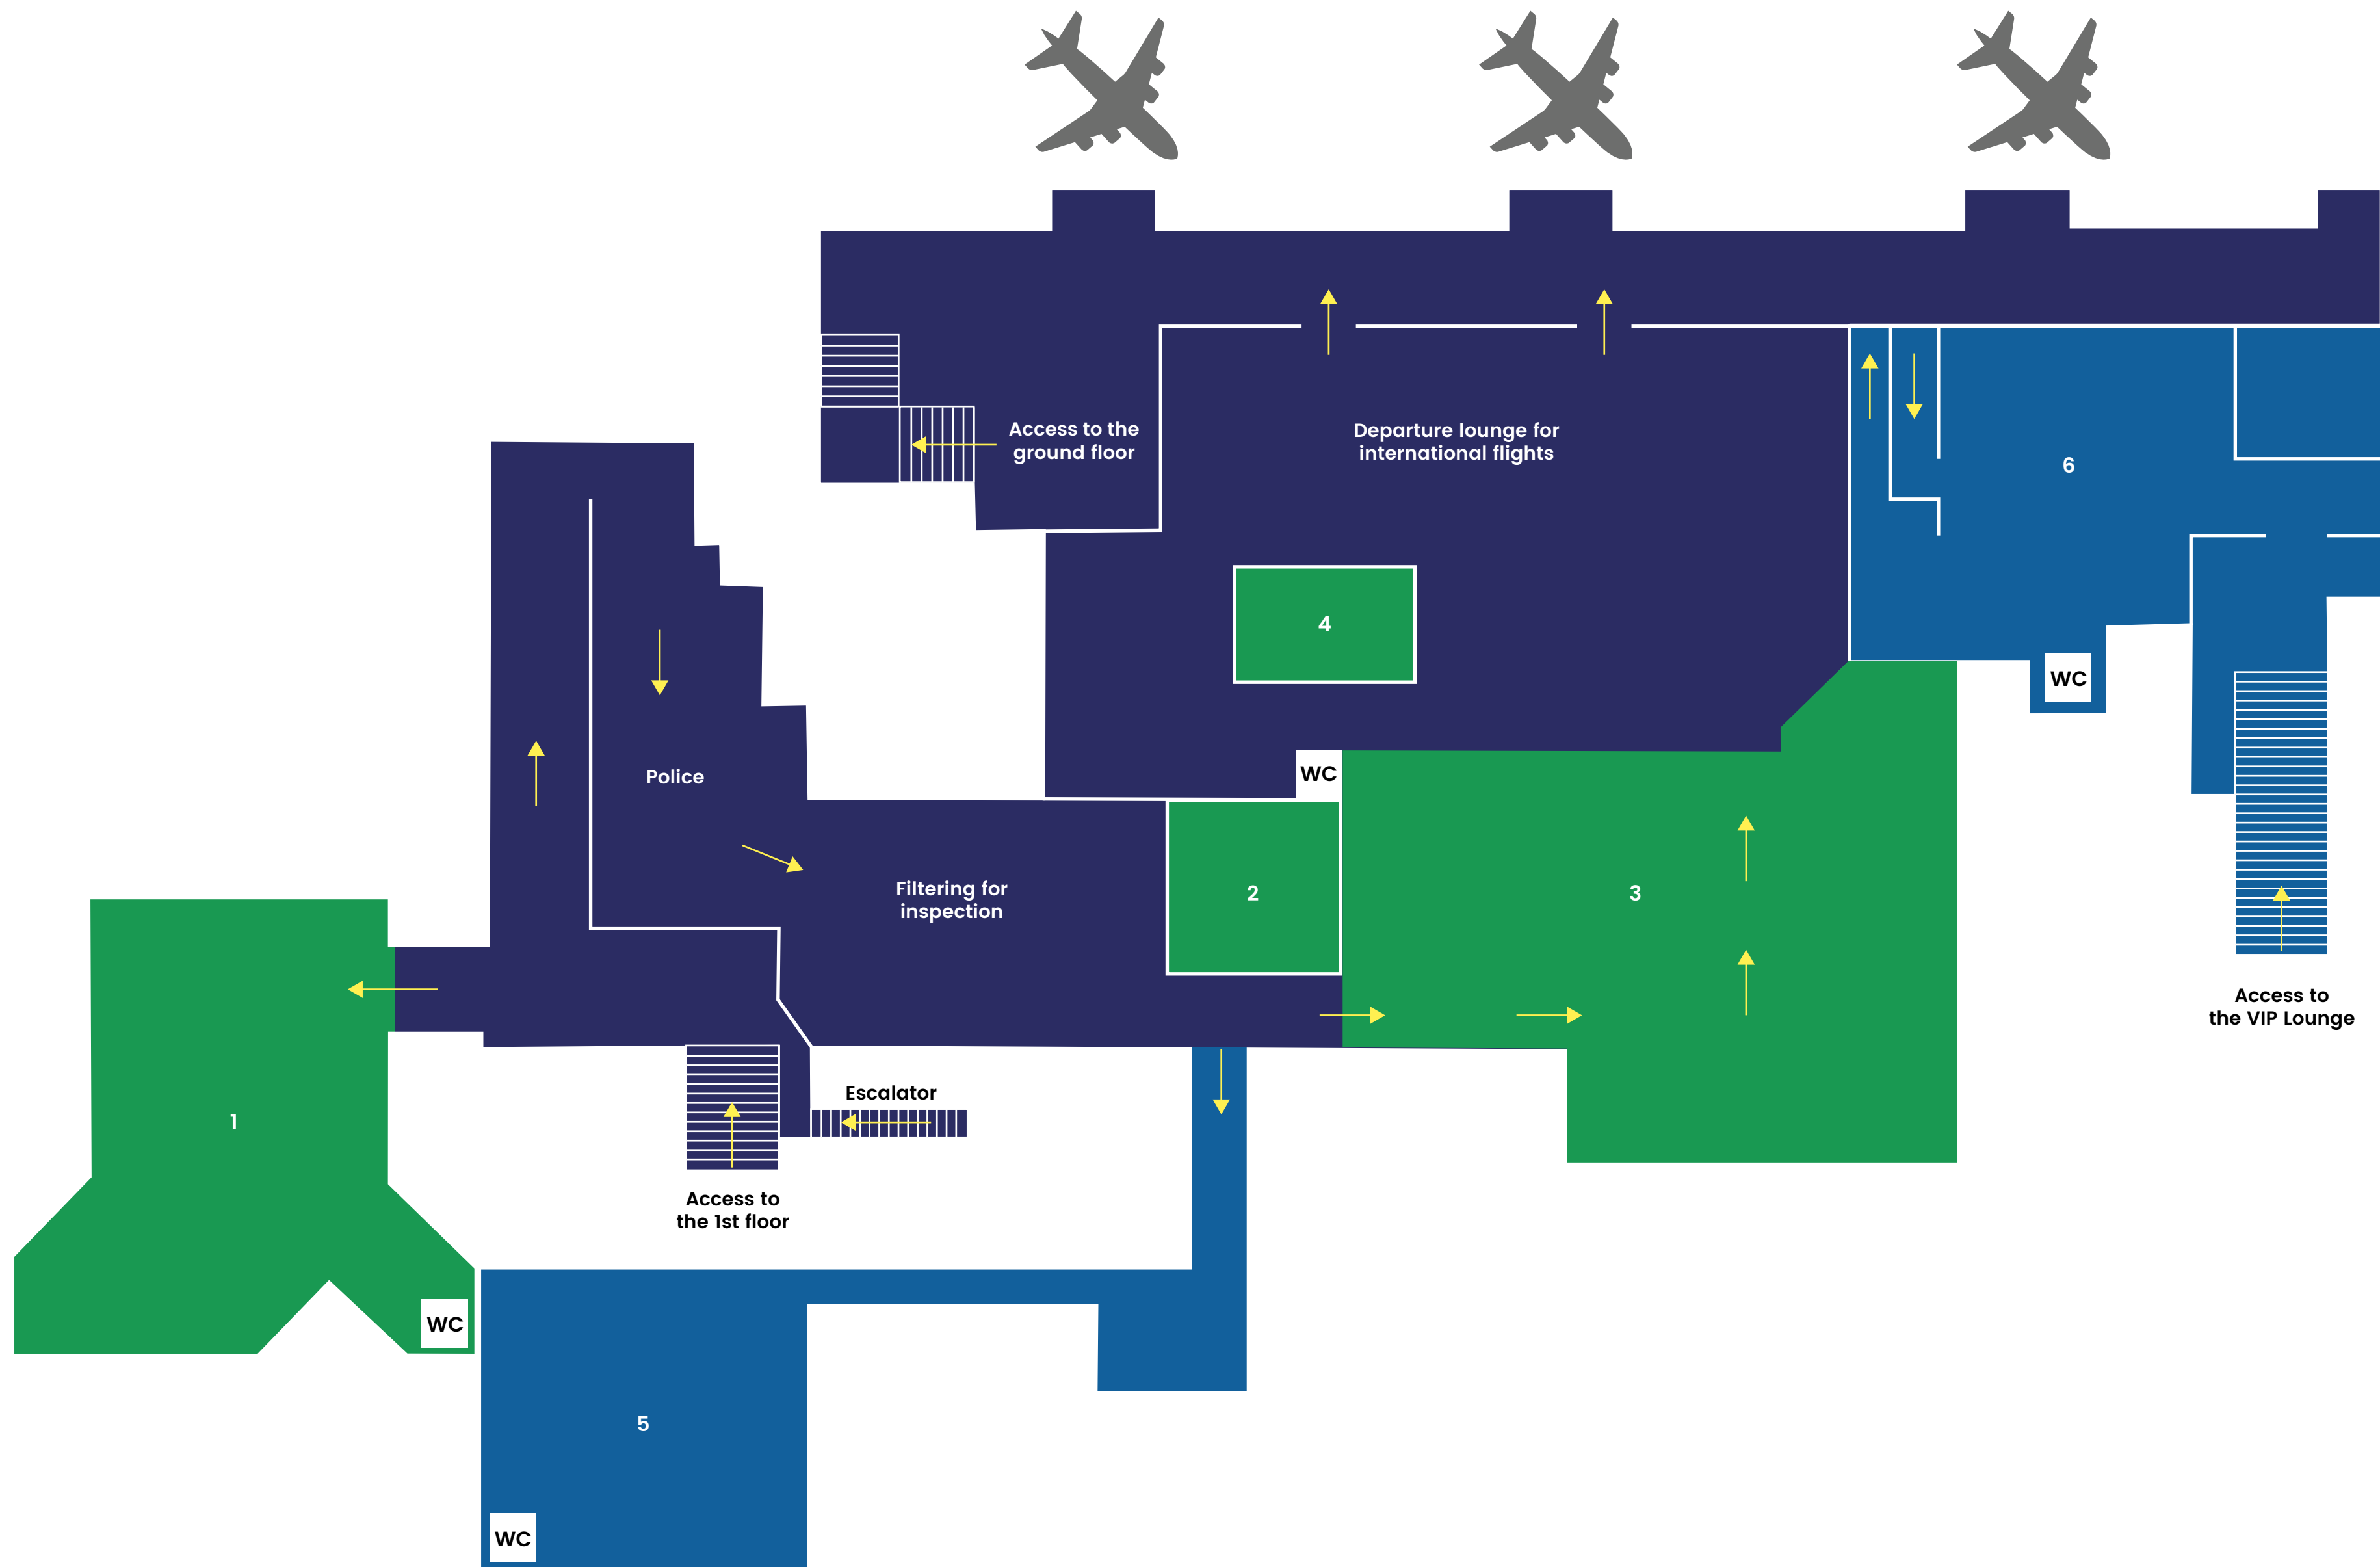 Access to the
ground floor
Departure lounge for
international flights
6
4
WC
Police
WC
Filtering for
inspection
2
3
Access to
the VIP Lounge
1
Escalator
Access to
the 1st floor
WC
5
WC